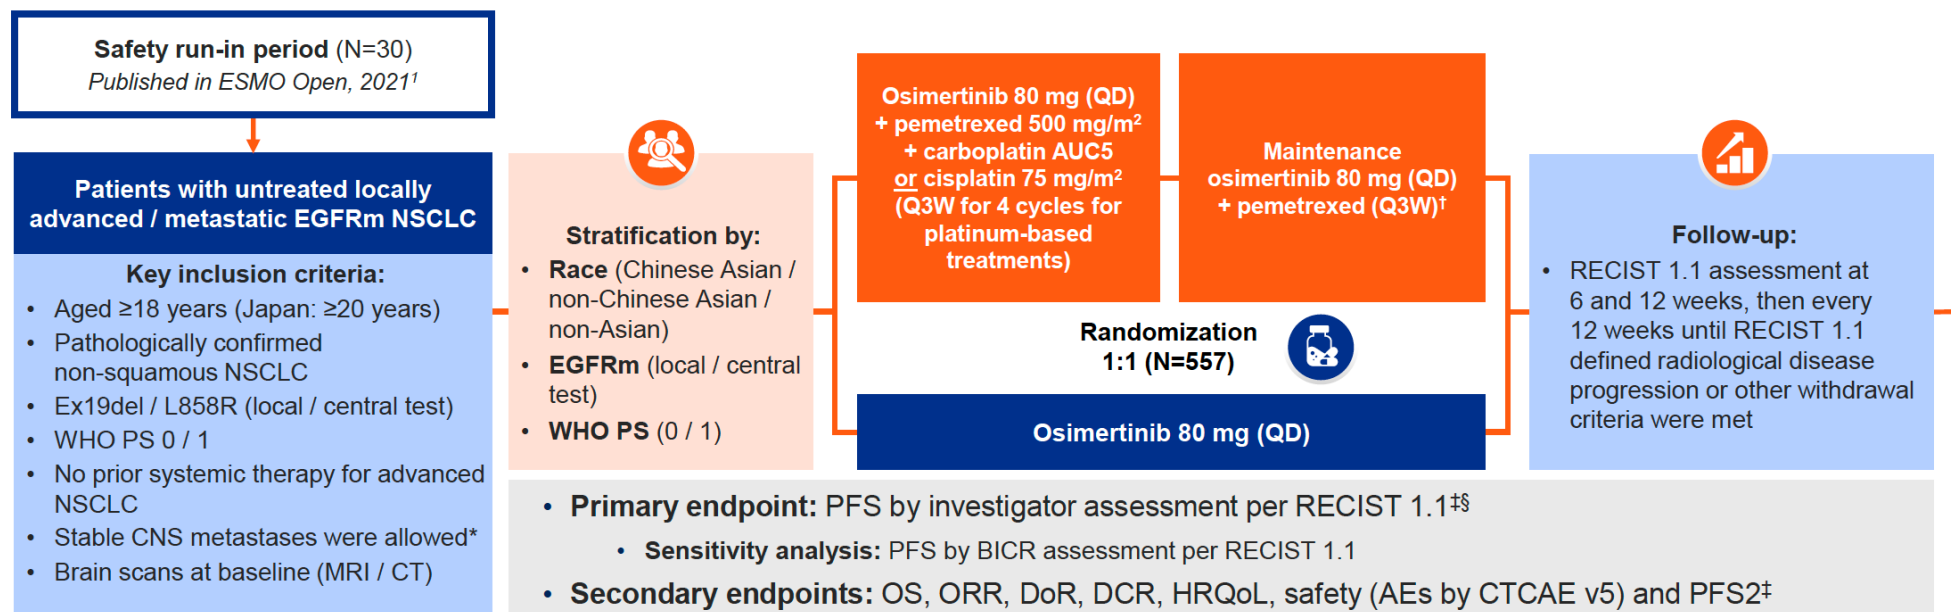 Safety run-in period (N=30)
Published in ESMO Open, 2021¹
Patients with untreated locally
advanced / metastatic EGFRm NSCLC
Key inclusion criteria:
• Aged ≥18 years (Japan: ≥20 years)
• Pathologically confirmed
non-squamous NSCLC
• Ex19del / L858R (local / central test)
• WHO PS 0 / 1
• No prior systemic therapy for advanced
NSCLC
• Stable CNS metastases were allowed*
• Brain scans at baseline (MRI / CT)
Stratification by:
• Race (Chinese Asian /
non-Chinese Asian /
non-Asian)
• EGFRm (local / central
test)
• WHO PS (0 / 1)
Osimertinib 80 mg (QD)
+ pemetrexed 500 mg/m²
+ carboplatin AUC5
or cisplatin 75 mg/m²
(Q3W for 4 cycles for
platinum-based
treatments)
Maintenance
osimertinib 80 mg (QD)
+ pemetrexed (Q3W)†
Randomization
1:1 (N=557)
Osimertinib 80 mg (QD)
Follow-up:
• RECIST 1.1 assessment at
6 and 12 weeks, then every
12 weeks until RECIST 1.1
defined radiological disease
progression or other withdrawal
criteria were met
• Primary endpoint: PFS by investigator assessment per RECIST 1.1‡§
• Sensitivity analysis: PFS by BICR assessment per RECIST 1.1
• Secondary endpoints: OS, ORR, DoR, DCR, HRQoL, safety (AEs by CTCAE v5) and PFS2‡